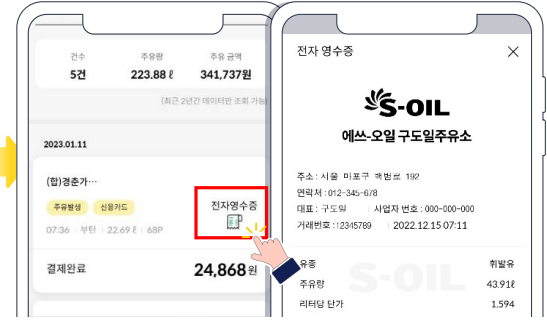 건수 주유량 주유 금액
5건 223.88 ℓ 341,737원
(최근 2년간 데이터만 조회 가능
2023.01.11
(합)경춘가…
주유발생 신용카드
전자영수증
07:36 부탄 22.69 ℓ 68P
결제완료 24,868 원
전자 영수증
S-OIL
에쓰-오일 구도일주유소
주소 : 서울 마포구 백범로 192
연락처 : 012-345-678
대표 : 구도일 사업자 번호 : 000-000-000
거래번호 : 12345789 2022.12.15 07:11
S-OIL
유종 휘발유
주유량 43.91ℓ
리터당 단가 1,594